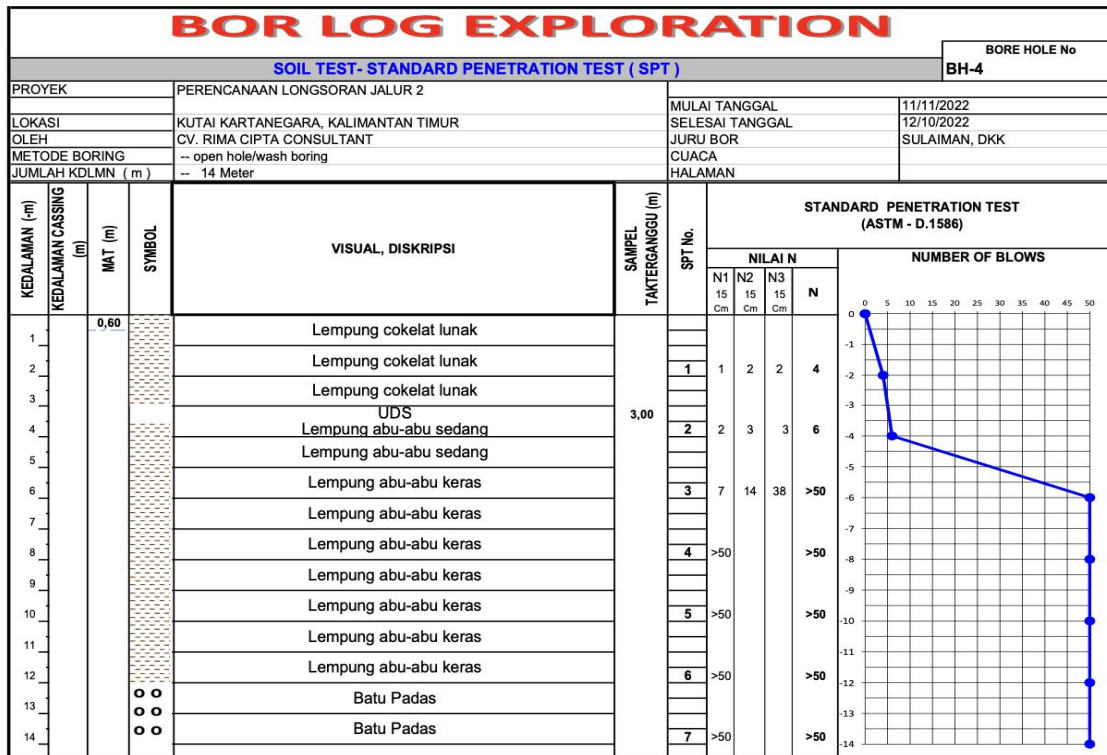 BOR LOG EXPLORATION
BORE HOLE No
SOIL TEST- STANDARD PENETRATION TEST ( SPT )
BH-4
PROYEK PERENCANAAN LONGSORAN JALUR 2
MULAI TANGGAL 11/11/2022
LOKASI KUTAI KARTANEGARA, KALIMANTAN TIMUR SELESAI TANGGAL 12/10/2022
OLEH CV. RIMA CIPTA CONSULTANT JURU BOR SULAIMAN, DKK
METODE BORING -- open hole/wash boring CUACA
JUMLAH KDLMN ( m ) -- 14 Meter HALAMAN
KEDALAMAN (-m)
KEDALAMAN CASSING (m)
MAT (m)
SYMBOL
VISUAL, DISKRIPSI
SAMPEL TAKTERGANGGU (m)
SPT No.
STANDARD PENETRATION TEST
(ASTM - D.1586)
NILAI N
NUMBER OF BLOWS
N1 N2 N3 N
15 15 15
Cm Cm Cm
0 5 10 15 20 25 30 35 40 45 50
0,60
1 Lempung cokelat lunak
2 Lempung cokelat lunak 1 1 2 2 4
3 Lempung cokelat lunak
UDS 3,00
4 Lempung abu-abu sedang 2 2 3 3 6
5 Lempung abu-abu sedang
6 Lempung abu-abu keras 3 7 14 38 >50
7 Lempung abu-abu keras
8 Lempung abu-abu keras 4 >50 >50
9 Lempung abu-abu keras
10 Lempung abu-abu keras 5 >50 >50
11 Lempung abu-abu keras
12 Lempung abu-abu keras 6 >50 >50
13 Batu Padas
14 Batu Padas 7 >50 >50
0
-1
-2
-3
-4
-5
-6
-7
-8
-9
-10
-11
-12
-13
-14